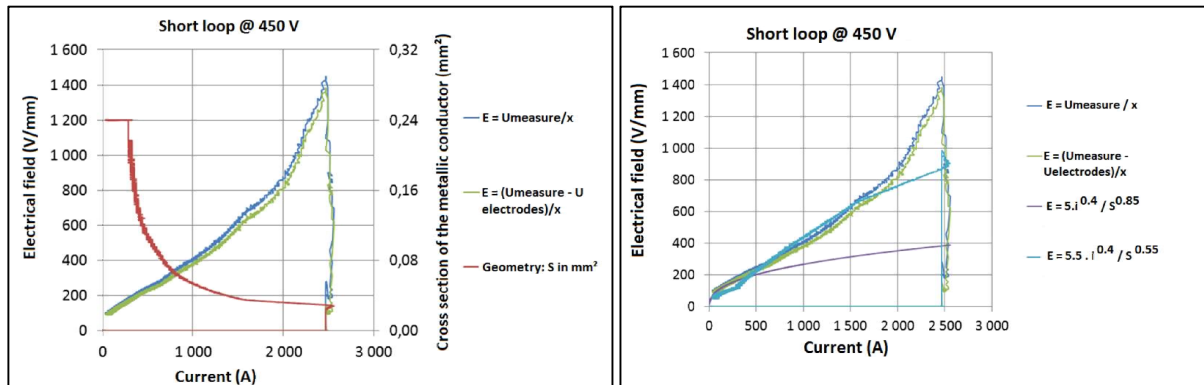 Short loop @ 450 V
1 600
1 400
1 200
1 000
800
600
400
200
0
Electrical field (V/mm)
0
1 000
2 000
3 000
Current (A)
0,32
0,24
0,16
0,08
0,00
Cross section of the metallic conductor (mm²)
E = Umeasure/x
E = (Umeasure - U
electrodes)/x
Geometry: S in mm²
Short loop @ 450 V
1 600
1 400
1 200
1 000
800
600
400
200
0
Electrical field (V/mm)
0
500
1 000
1 500
2 000
2 500
3 000
Current (A)
E = Umeasure / x
E = (Umeasure -
Uelectrodes)/x
E = 5.i^0.4 / S^0.85
E = 5.5 . i^0.4 / S^0.55